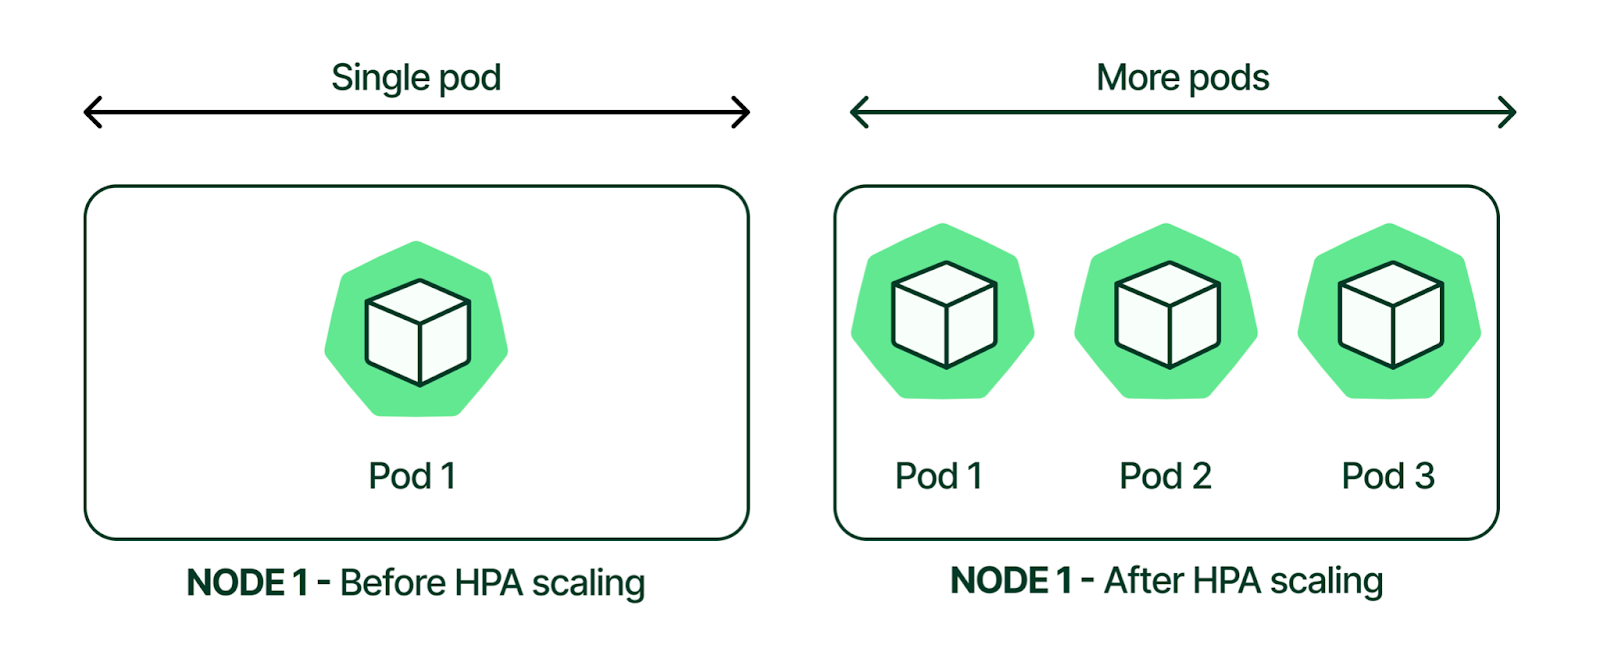 Single pod
More pods
Pod 1
Pod 1
Pod 2
Pod 3
NODE 1 - Before HPA scaling
NODE 1 - After HPA scaling